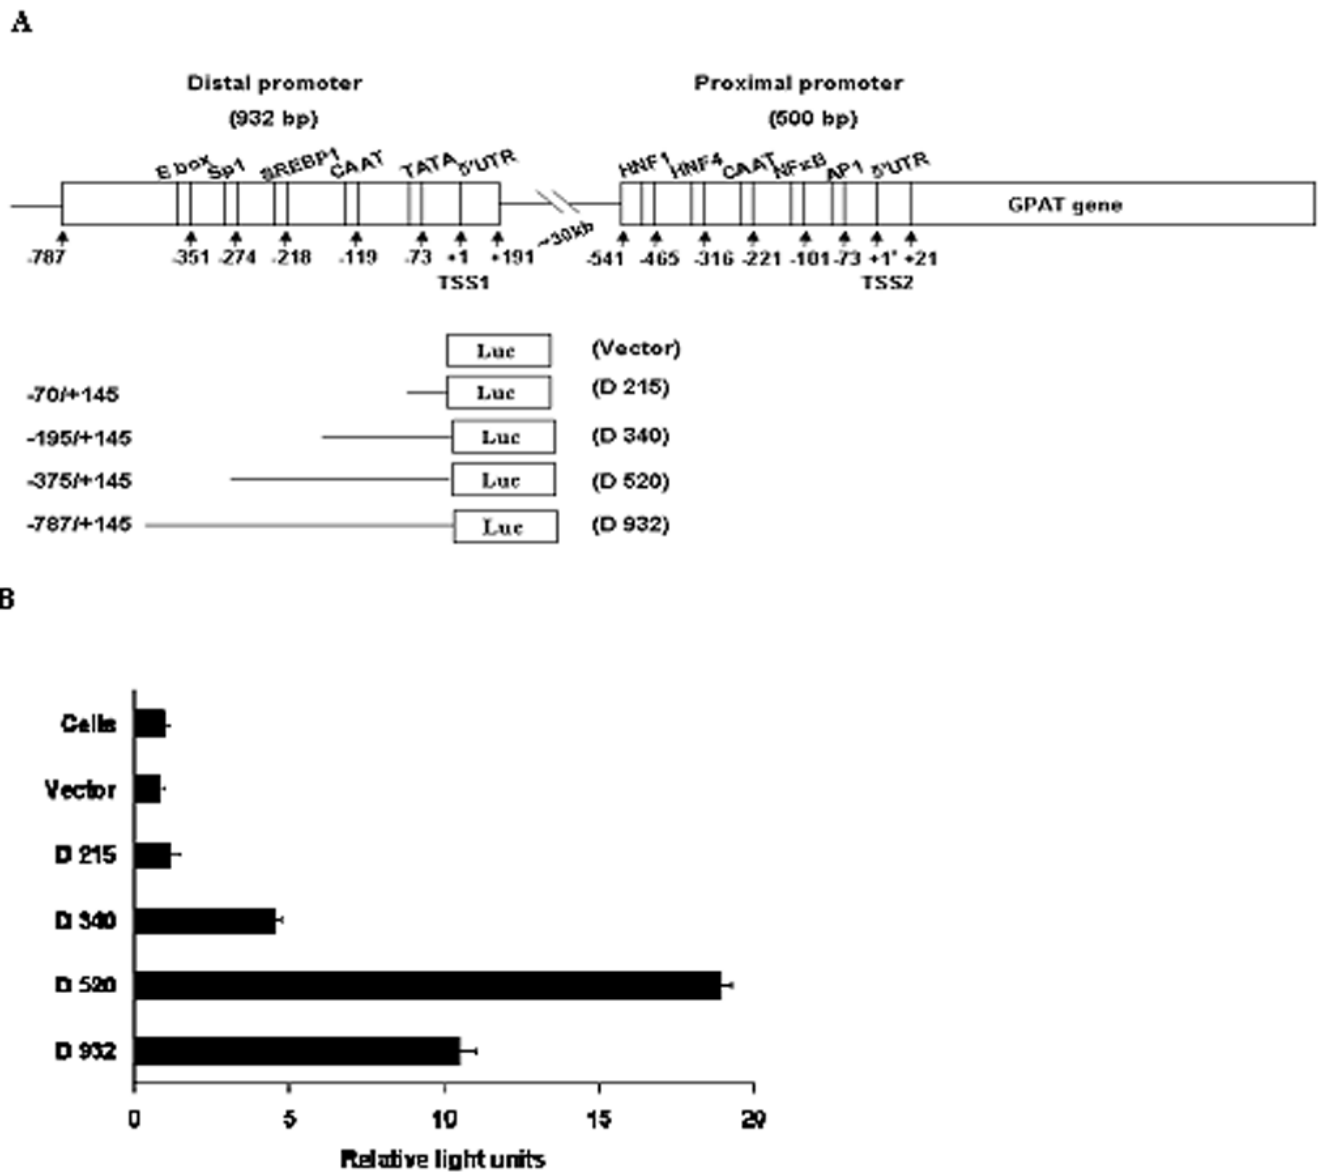 A
Distal promoter
Proximal promoter
(932 bp)
(500 bp)
E box Sp1 SREBP1 CAAT TATA 5'UTR
HNF1 HNF4 CAAT NFκB AP1 5'UTR
GPAT gene
~30kb
-787 -351 -274 -218 -119 -73 +1 +191
-541 -465 -316 -221 -101 -73 +1' +21
TSS1
TSS2
Luc (Vector)
-70/+145 Luc (D 215)
-195/+145 Luc (D 340)
-375/+145 Luc (D 520)
-787/+145 Luc (D 932)
B
Cells
Vector
D 215
D 340
D 520
D 932
0 5 10 15 20
Relative light units